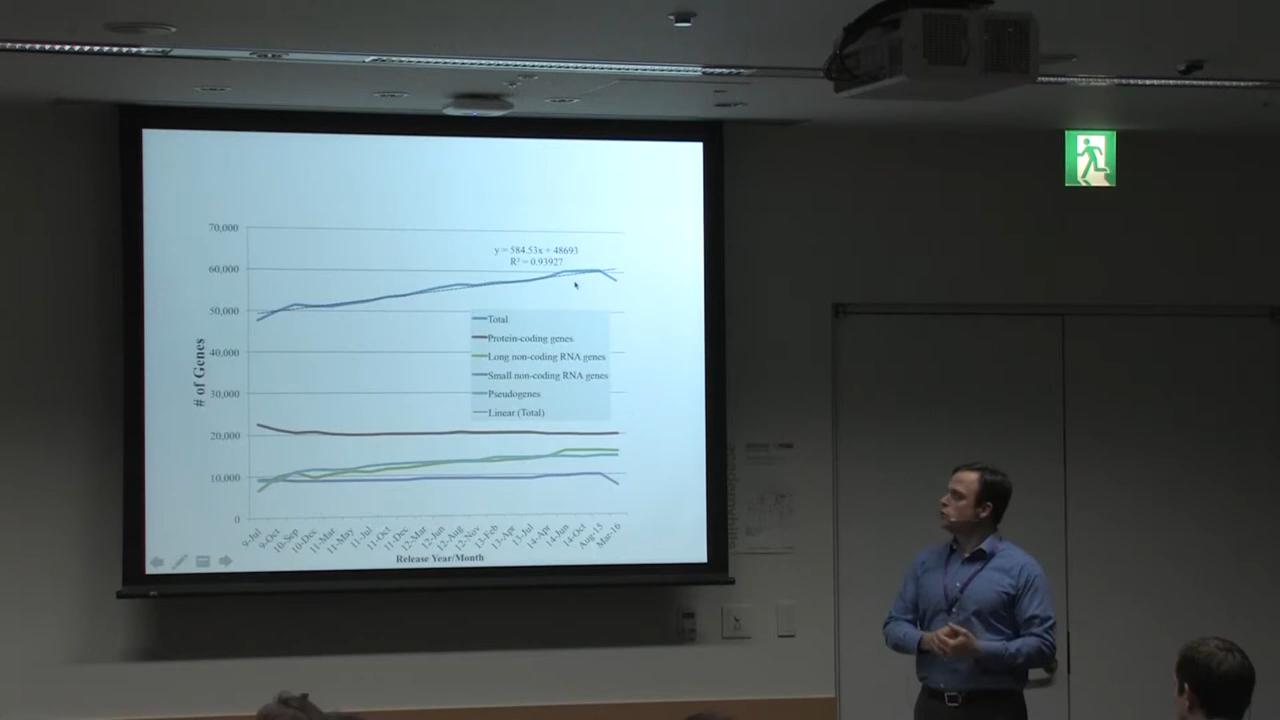 70,000
60,000
50,000
40,000
30,000
20,000
10,000
0
# of Genes
y = 584.53x + 48693
R² = 0.93927
Total
Protein-coding genes
Long non-coding RNA genes
Small non-coding RNA genes
Pseudogenes
Linear (Total)
9-Jul
9-Oct
10-Sep
10-Dec
11-Mar
11-May
11-Jul
11-Oct
11-Dec
12-Mar
12-Jun
12-Aug
12-Nov
13-Feb
13-Apr
13-Jul
14-Apr
14-Jun
14-Oct
Aug-15
Mar-16
Release Year/Month